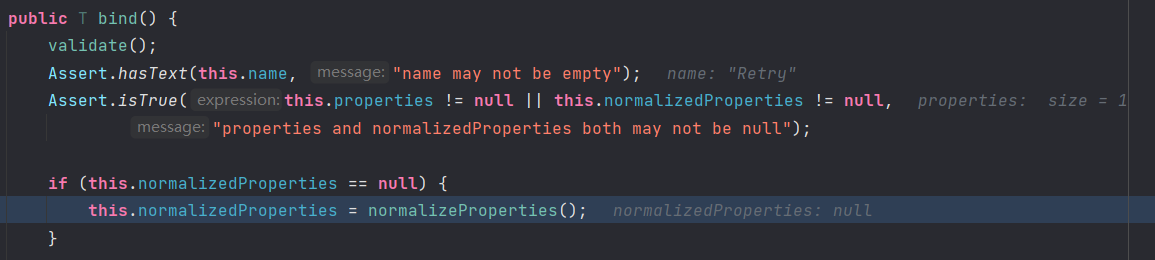 public T bind() {
validate();
Assert.hasText(this.name, message: "name may not be empty"); name: "Retry"
Assert.isTrue( expression: this.properties != null || this.normalizedProperties != null, properties: size = 1
message: "properties and normalizedProperties both may not be null");
if (this.normalizedProperties == null) {
this.normalizedProperties = normalizeProperties(); normalizedProperties: null
}